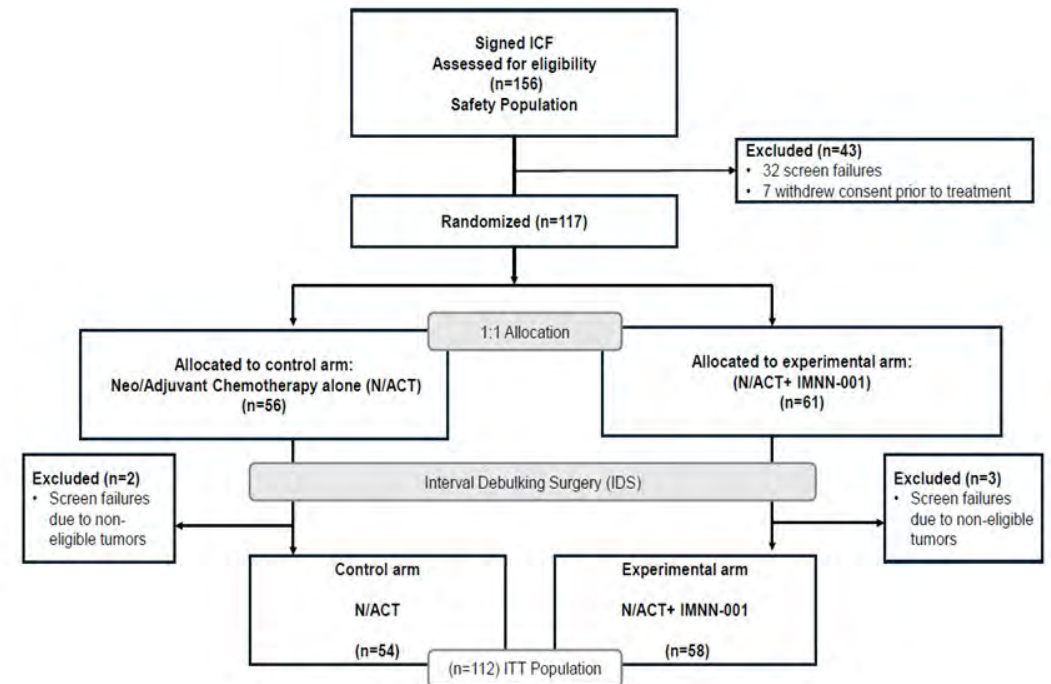 Signed ICF
Assessed for eligibility
(n=156)
Safety Population
Excluded (n=43)
• 32 screen failures
• 7 withdrew consent prior to treatment
Randomized (n=117)
1:1 Allocation
Allocated to control arm:
Neo/Adjuvant Chemotherapy alone (N/ACT)
(n=56)
Allocated to experimental arm:
(N/ACT+ IMNN-001)
(n=61)
Interval Debulking Surgery (IDS)
Excluded (n=2)
• Screen failures
due to non-
eligible tumors
Excluded (n=3)
• Screen failures
due to non-eligible
tumors
Control arm
N/ACT
(n=54)
Experimental arm
N/ACT+ IMNN-001
(n=58)
(n=112) ITT Population